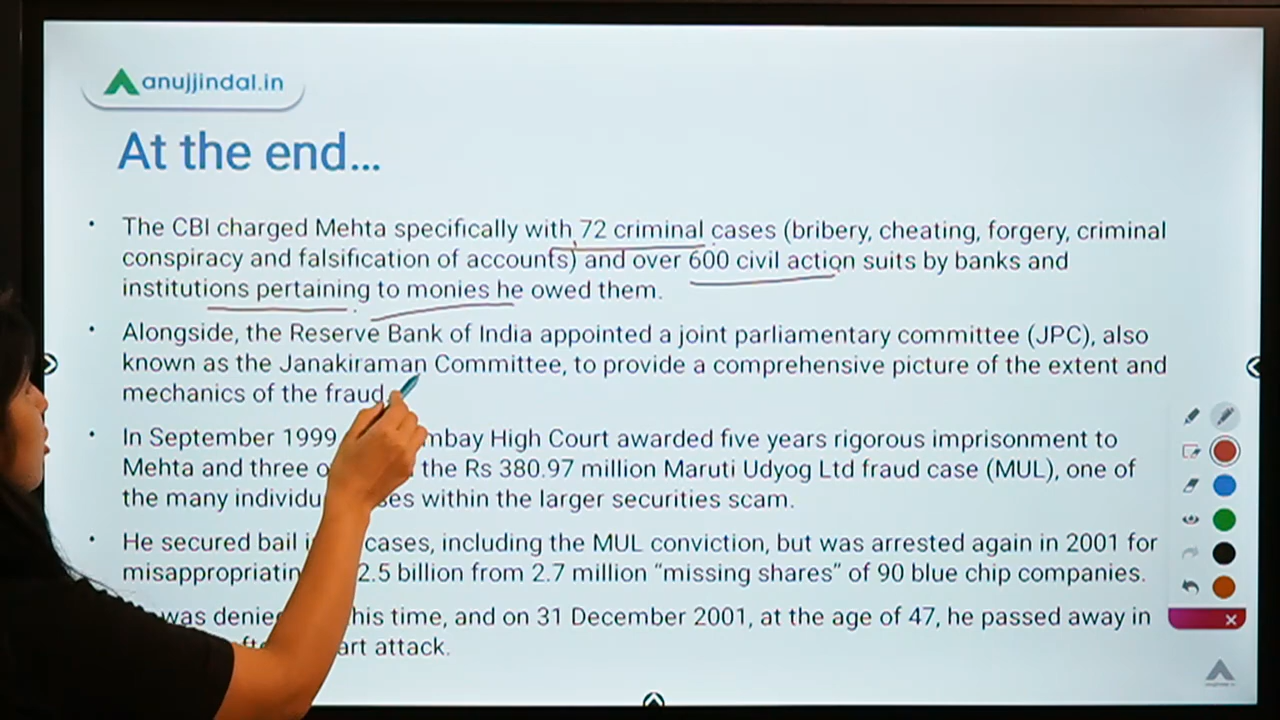 anujjindal.in
At the end...
• The CBI charged Mehta specifically with 72 criminal cases (bribery, cheating, forgery, criminal
conspiracy and falsification of accounts) and over 600 civil action suits by banks and
institutions pertaining to monies he owed them.
• Alongside, the Reserve Bank of India appointed a joint parliamentary committee (JPC), also
known as the Janakiraman Committee, to provide a comprehensive picture of the extent and
mechanics of the fraud.
• In September 1999 mbay High Court awarded five years rigorous imprisonment to
Mehta and three o the Rs 380.97 million Maruti Udyog Ltd fraud case (MUL), one of
the many individu es within the larger securities scam.
• He secured bail i cases, including the MUL conviction, but was arrested again in 2001 for
misappropriatin 2.5 billion from 2.7 million “missing shares” of 90 blue chip companies.
was denie his time, and on 31 December 2001, at the age of 47, he passed away in
art attack.